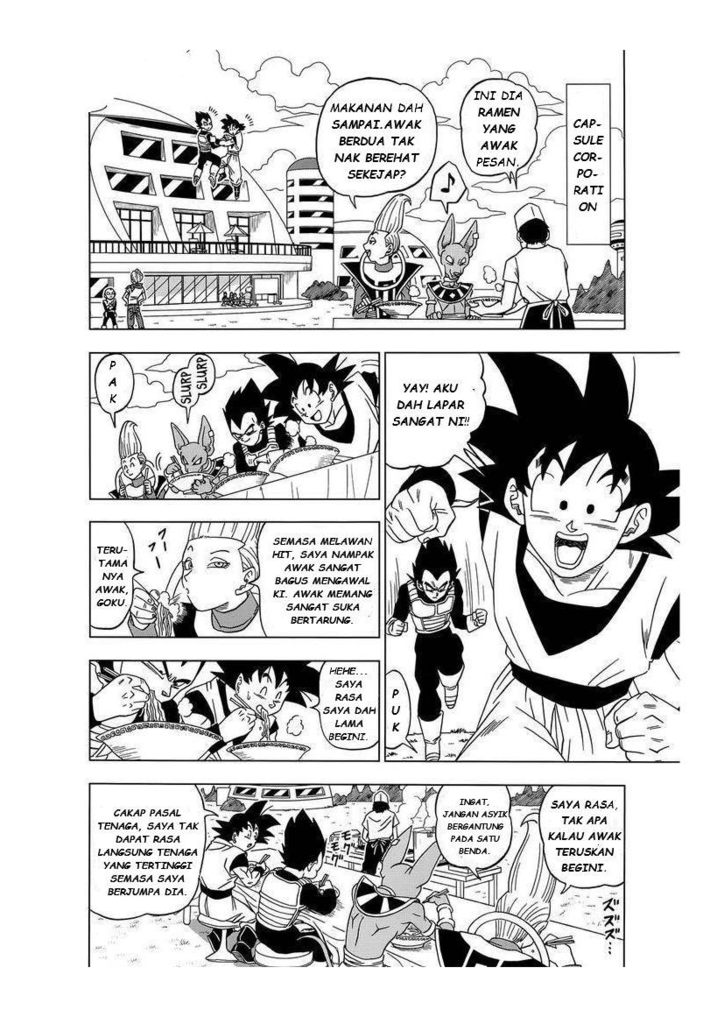 CAP-
SULE
COR-
PO-
RATI
ON
INI DIA
RAMEN
YANG
AWAK
PESAN.
MAKANAN DAH
SAMPAI.AWAK
BERDUA TAK
NAK BEREHAT
SEKEJAP?
YAY! AKU
DAH LAPAR
SANGAT NI!!
P
U
K
SLURP
SLURP
P
A
K
SEMASA MELAWAN
HIT, SAYA NAMPAK
AWAK SANGAT
BAGUS MENGAWAL
KI. AWAK MEMANG
SANGAT SUKA
BERTARUNG.
TERU-
TAMA
NYA
AWAK,
GOKU.
HEHE...
SAYA
RASA
SAYA DAH
LAMA
BEGINI.
SAYA RASA,
TAK APA
KALAU AWAK
TERUSKAN
BEGINI.
ズズズ...
INGAT,
JANGAN ASYIK
BERGANTUNG
PADA SATU
BENDA.
CAKAP PASAL
TENAGA, SAYA TAK
DAPAT RASA
LANGSUNG TENAGA
YANG TERTINGGI
SEMASA SAYA
BERJUMPA DIA.